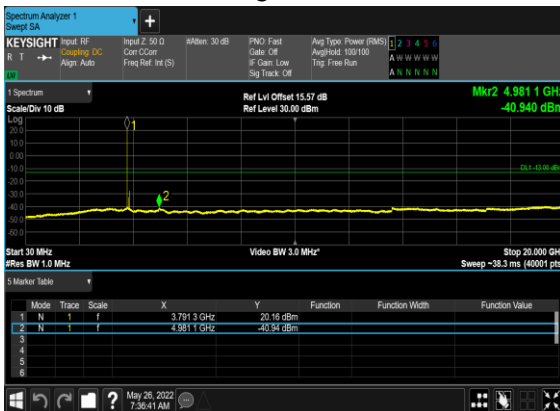 Spectrum Analyzer 1
Swept SA
KEYSIGHT
R T
LV
Input: RF
Coupling: DC
Align: Auto
Input Z: 50 Ω
Corr CCorr
Freq Ref: Int (S)
#Atten: 30 dB
PNO: Fast
Gate: Off
IF Gain: Low
Sig Track: Off
Avg Type: Power (RMS)
Avg|Hold: 100/100
Trig: Free Run
1 2 3 4 5 6
A W W W W W
A N N N N N
1 Spectrum
Scale/Div 10 dB
Ref Lvl Offset 15.57 dB
Ref Level 30.00 dBm
Mkr2 4.981 1 GHz
-40.940 dBm
Log
20.0
10.0
0.00
-10.0
-20.0
-30.0
-40.0
-50.0
-60.0
1
2
DL1 -13.00 dBm
Start 30 MHz
#Res BW 1.0 MHz
Video BW 3.0 MHz*
Stop 20.000 GH
Sweep ~38.3 ms (40001 pts
5 Marker Table
Mode Trace Scale X Y Function Function Width Function Value
1 N 1 f 3.791 3 GHz 20.16 dBm
2 N 1 f 4.981 1 GHz -40.94 dBm
3
4
5
6
?
May 26, 2022
7:36:41 AM